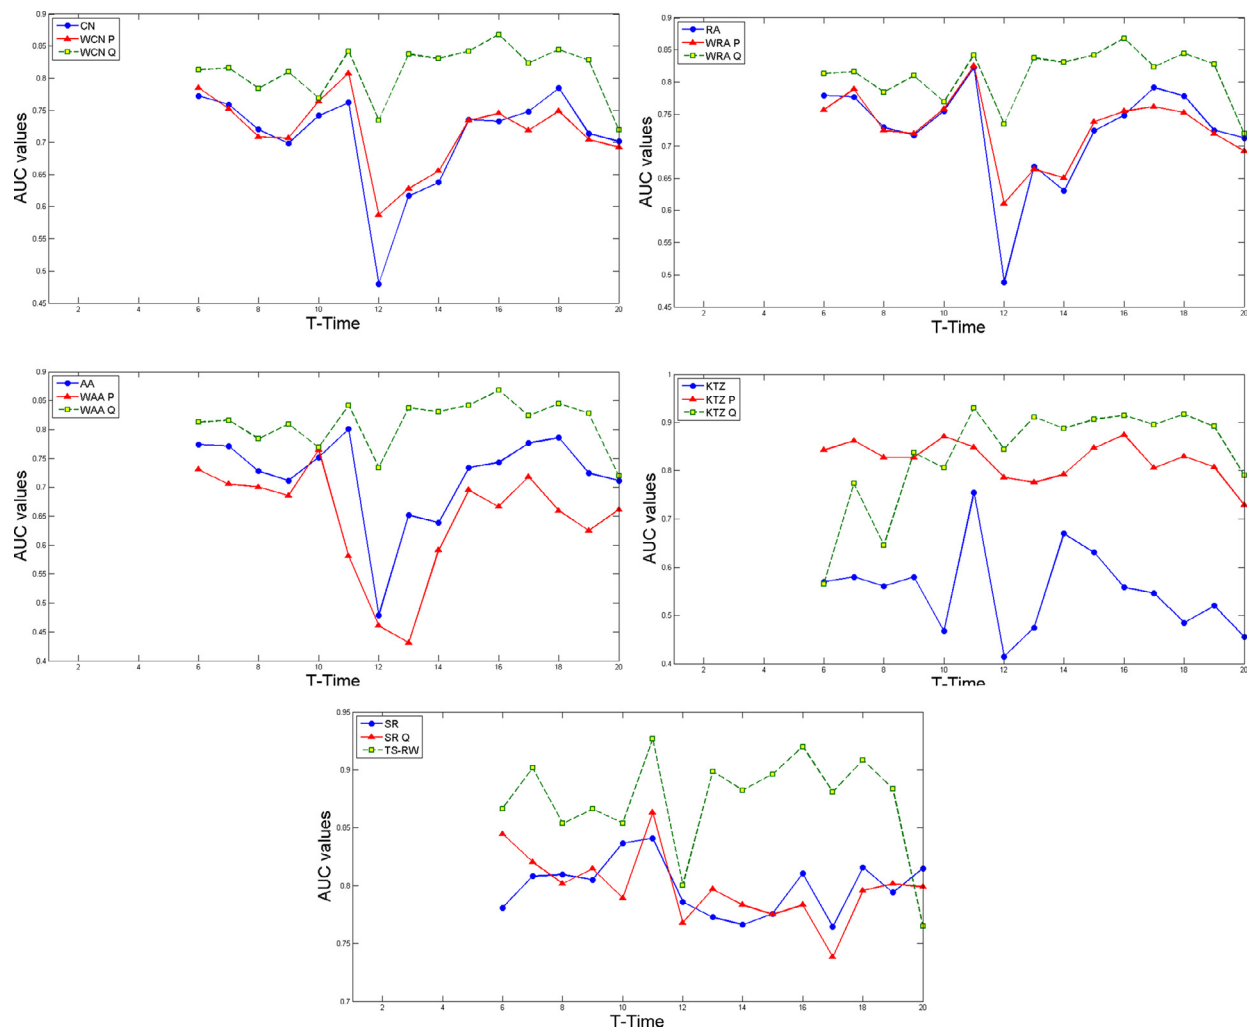 0.9
CN
WCN P
WCN Q
0.85
0.8
0.75
0.7
0.65
0.6
0.55
0.5
0.45
AUC values
2 4 6 8 10 12 14 16 18 20
T-Time
0.9
RA
WRA P
WRA Q
0.85
0.8
0.75
0.7
0.65
0.6
0.55
0.5
0.45
AUC values
2 4 6 8 10 12 14 16 18 20
T-Time
0.9
AA
WAA P
WAA Q
0.85
0.8
0.75
0.7
0.65
0.6
0.55
0.5
0.45
0.4
AUC values
2 4 6 8 10 12 14 16 18 20
T-Time
1
KTZ
KTZ P
KTZ Q
0.9
0.8
0.7
0.6
0.5
0.4
AUC values
2 4 6 8 10 12 14 16 18 20
T-Time
0.95
SR
SR Q
TS-RW
0.9
0.85
0.8
0.75
0.7
AUC values
2 4 6 8 10 12 14 16 18 20
T-Time